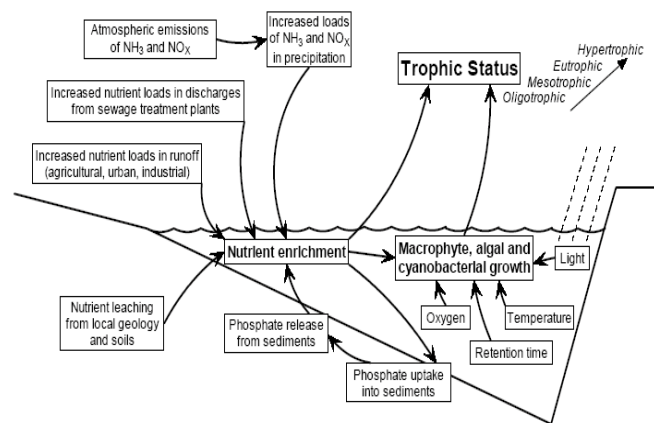 Atmospheric emissions
of NH3 and NOX
Increased loads
of NH3 and NOX
in precipitation
Trophic Status
Hypertrophic
Eutrophic
Mesotrophic
Oligotrophic
Increased nutrient loads in discharges
from sewage treatment plants
Increased nutrient loads in runoff
(agricultural, urban, industrial)
Nutrient enrichment
Macrophyte, algal and
cyanobacterial growth
Light
Nutrient leaching
from local geology
and soils
Phosphate release
from sediments
Oxygen
Temperature
Retention time
Phosphate uptake
into sediments